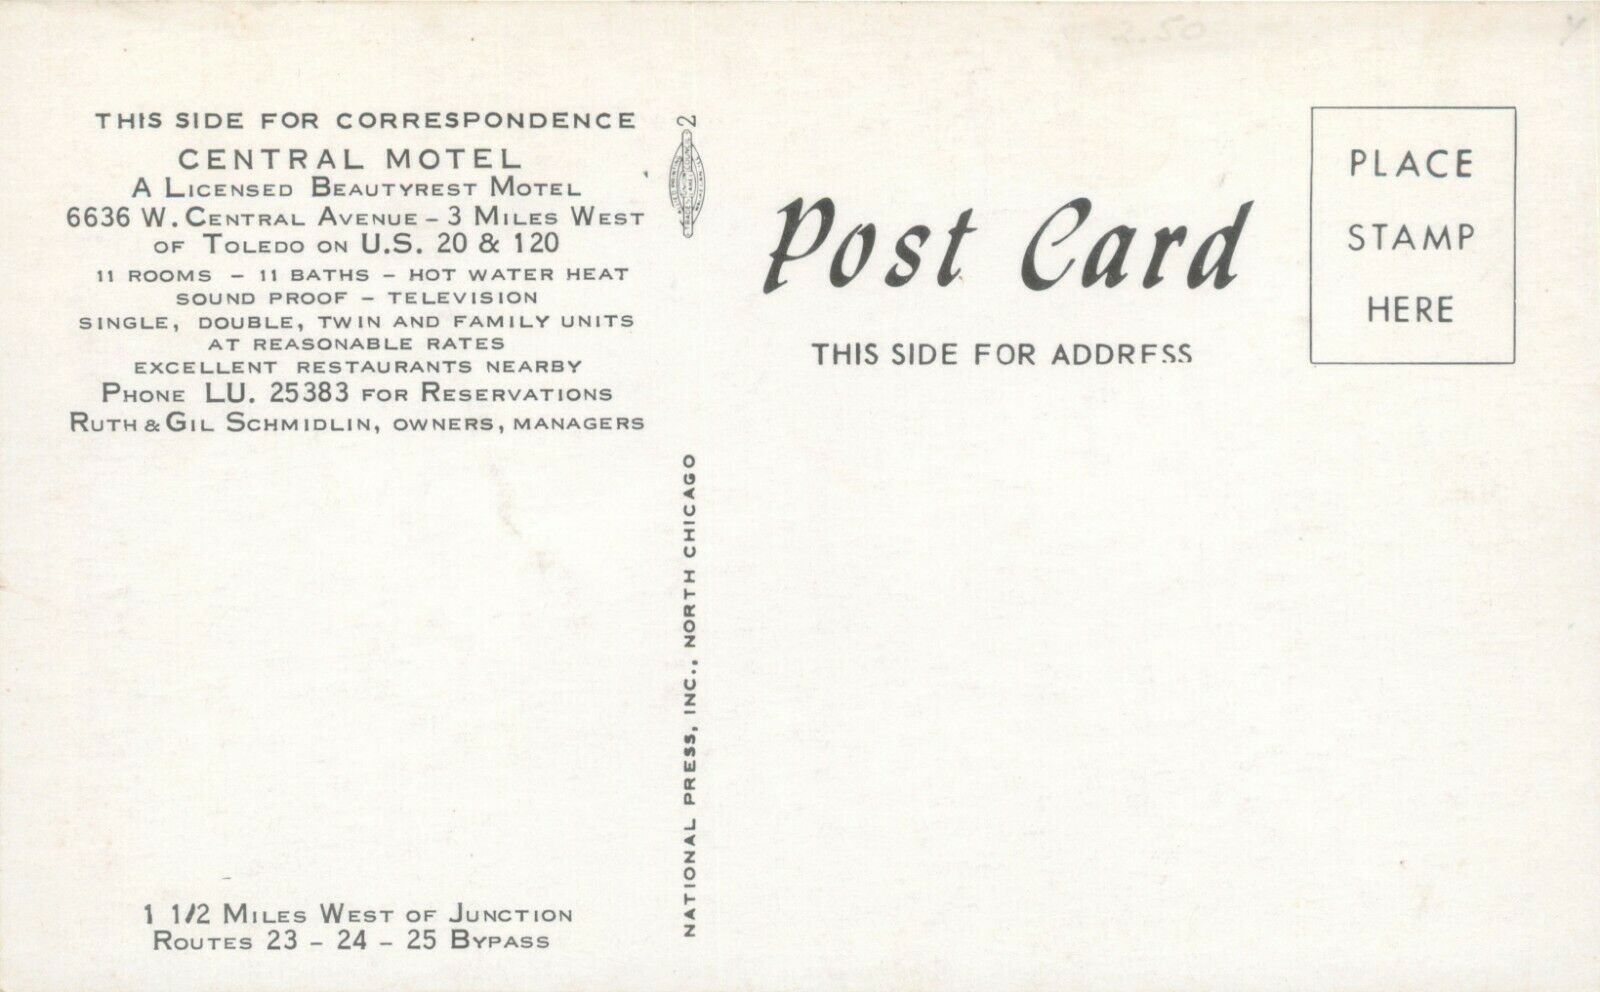 2.50
THIS SIDE FOR CORRESPONDENCE
CENTRAL MOTEL
A LICENSED BEAUTYREST MOTEL
6636 W. CENTRAL AVENUE – 3 MILES WEST
OF TOLEDO ON U.S. 20 & 120
11 ROOMS – 11 BATHS – HOT WATER HEAT
SOUND PROOF – TELEVISION
SINGLE, DOUBLE, TWIN AND FAMILY UNITS
AT REASONABLE RATES
EXCELLENT RESTAURANTS NEARBY
PHONE LU. 25383 FOR RESERVATIONS
RUTH & GIL SCHMIDLIN, OWNERS, MANAGERS
1 1/2 MILES WEST OF JUNCTION
ROUTES 23 – 24 – 25 BYPASS
2
NATIONAL PRESS, INC., NORTH CHICAGO
Post Card
THIS SIDE FOR ADDRESS
PLACE
STAMP
HERE